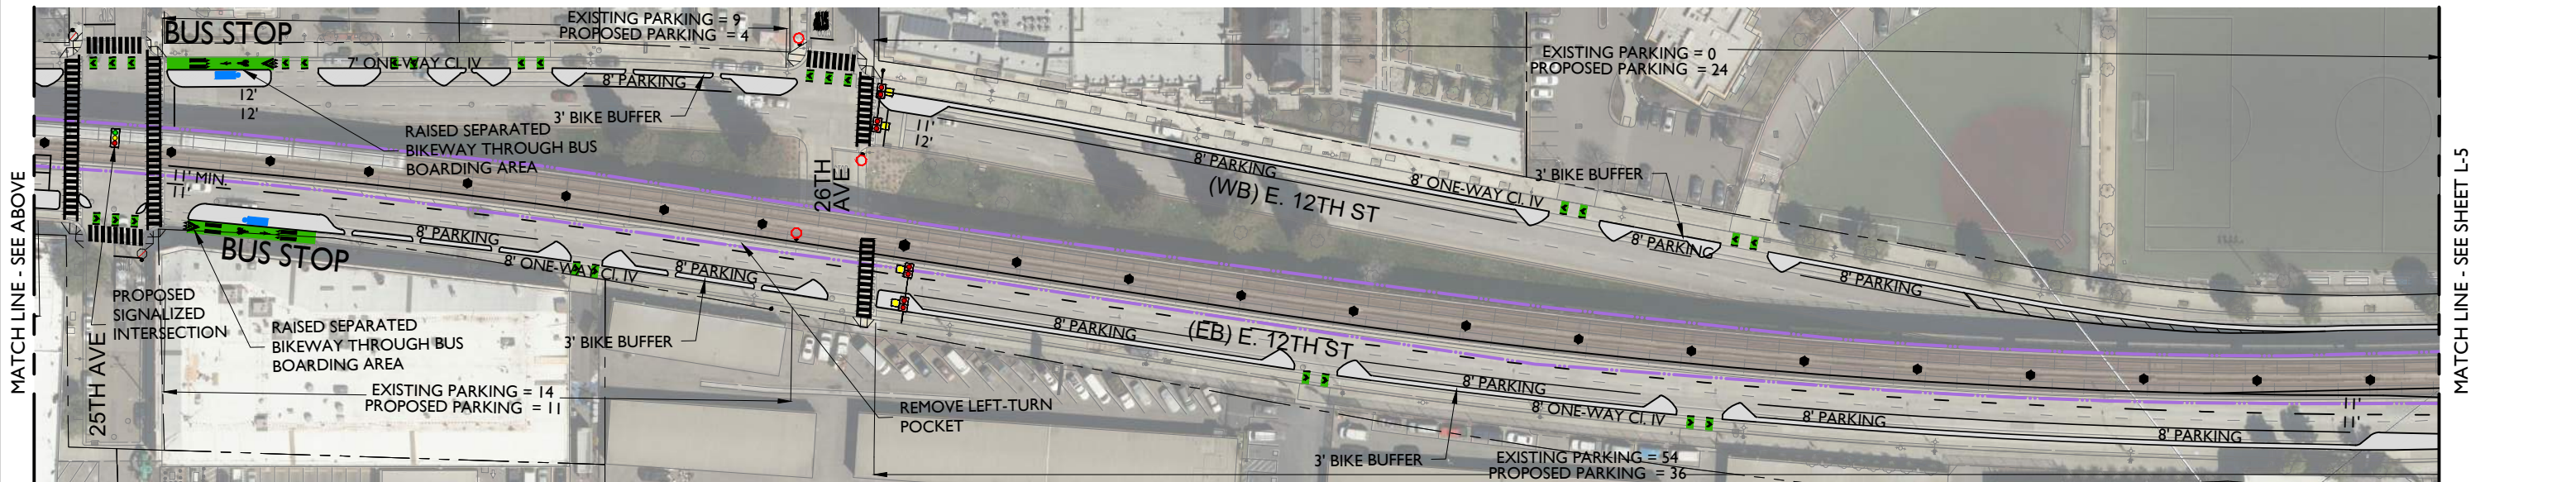 EXISTING PARKING = 9
PROPOSED PARKING = 4
BUS STOP
7' ONE-WAY CI. IV
8' PARKING
3' BIKE BUFFER
12'
12'
RAISED SEPARATED
BIKEWAY THROUGH BUS
BOARDING AREA
EXISTING PARKING = 0
PROPOSED PARKING = 24
11'
12'
26TH
AVE
8' PARKING
(WB) E. 12TH ST
8' ONE-WAY CI. IV
3' BIKE BUFFER
8' PARKING
8' PARKING
MATCH LINE - SEE ABOVE
MATCH LINE - SEE SHEET L-5
11' MIN.
11'
BUS STOP
8' PARKING
8' ONE-WAY CI. IV
8' PARKING
3' BIKE BUFFER
PROPOSED
SIGNALIZED
INTERSECTION
25TH AVE
RAISED SEPARATED
BIKEWAY THROUGH BUS
BOARDING AREA
EXISTING PARKING = 14
PROPOSED PARKING = 11
REMOVE LEFT-TURN
POCKET
8' PARKING
(EB) E. 12TH ST
8' PARKING
8' ONE-WAY CI. IV
8' PARKING
8' PARKING
11'
11'
3' BIKE BUFFER
EXISTING PARKING = 54
PROPOSED PARKING = 36